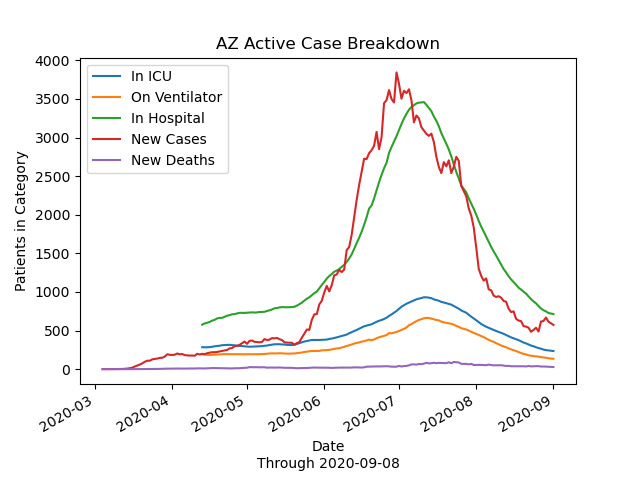 AZ Active Case Breakdown
In ICU
On Ventilator
In Hospital
New Cases
New Deaths
Patients in Category
4000
3500
3000
2500
2000
1500
1000
500
0
2020-03
2020-04
2020-05
2020-06
2020-07
2020-08
2020-09
Date
Through 2020-09-08